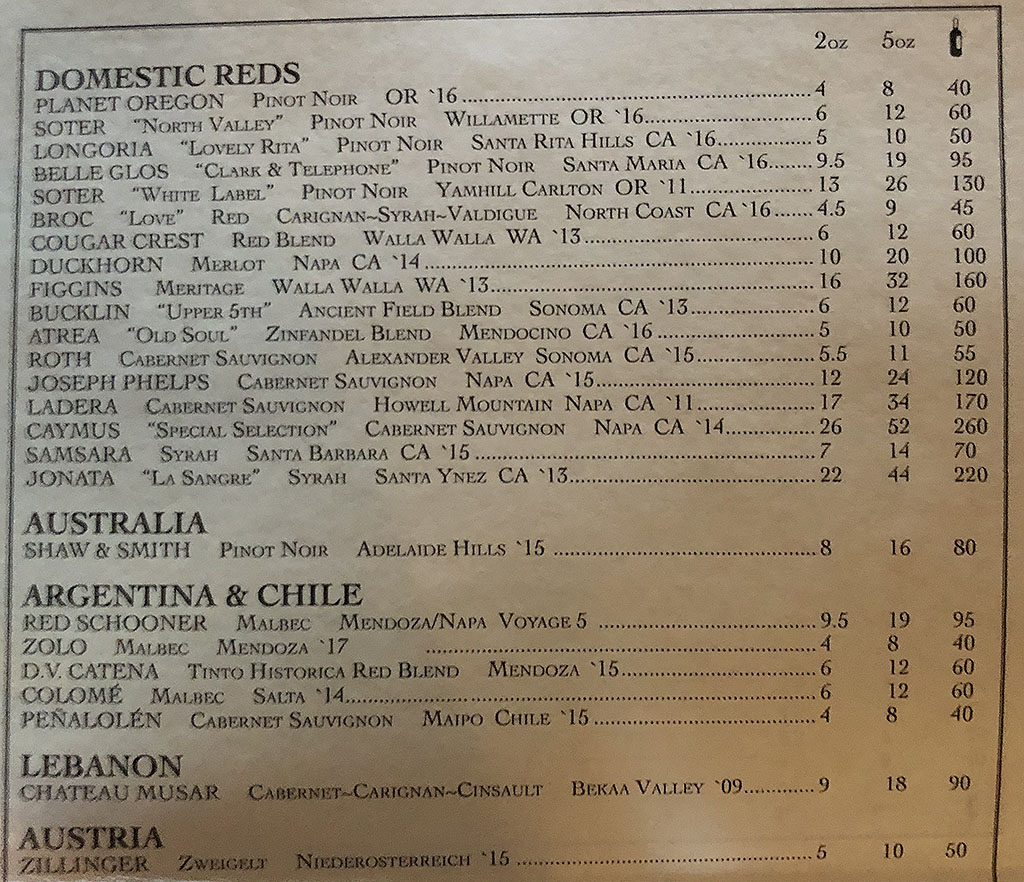 2oz 5oz
DOMESTIC REDS
PLANET OREGON PINOT NOIR OR `16 4 8 40
SOTER "NORTH VALLEY" PINOT NOIR WILLAMETTE OR `16 6 12 60
LONGORIA "LOVELY RITA" PINOT NOIR SANTA RITA HILLS CA `16 5 10 50
BELLE GLOS "CLARK & TELEPHONE" PINOT NOIR SANTA MARIA CA `16 9.5 19 95
SOTER "WHITE LABEL" PINOT NOIR YAMHILL CARLTON OR `11 13 26 130
BROC "LOVE" RED CARIGNAN~SYRAH~VALDIGUE NORTH COAST CA `16 4.5 9 45
COUGAR CREST RED BLEND WALLA WALLA WA `13 6 12 60
DUCKHORN MERLOT NAPA CA `14 10 20 100
FIGGINS MERITAGE WALLA WALLA WA `13 16 32 160
BUCKLIN "UPPER 5TH" ANCIENT FIELD BLEND SONOMA CA `13 6 12 60
ATREA "OLD SOUL" ZINFANDEL BLEND MENDOCINO CA `16 5 10 50
ROTH CABERNET SAUVIGNON ALEXANDER VALLEY SONOMA CA `15 5.5 11 55
JOSEPH PHELPS CABERNET SAUVIGNON NAPA CA `15 12 24 120
LADERA CABERNET SAUVIGNON HOWELL MOUNTAIN NAPA CA `11 17 34 170
CAYMUS "SPECIAL SELECTION" CABERNET SAUVIGNON NAPA CA `14 26 52 260
SAMSARA SYRAH SANTA BARBARA CA `15 7 14 70
JONATA "LA SANGRE" SYRAH SANTA YNEZ CA `13 22 44 220
AUSTRALIA
SHAW & SMITH PINOT NOIR ADELAIDE HILLS `15 8 16 80
ARGENTINA & CHILE
RED SCHOONER MALBEC MENDOZA/NAPA VOYAGE 5 9.5 19 95
ZOLO MALBEC MENDOZA `17 4 8 40
D.V. CATENA TINTO HISTORICA RED BLEND MENDOZA `15 6 12 60
COLOMÉ MALBEC SALTA `14 6 12 60
PEÑALOLÉN CABERNET SAUVIGNON MAIPO CHILE `15 4 8 40
LEBANON
CHATEAU MUSAR CABERNET~CARIGNAN~CINSAULT BEKAA VALLEY `09 9 18 90
AUSTRIA
ZILLINGER ZWEIGELT NIEDEROSTERREICH `15 5 10 50